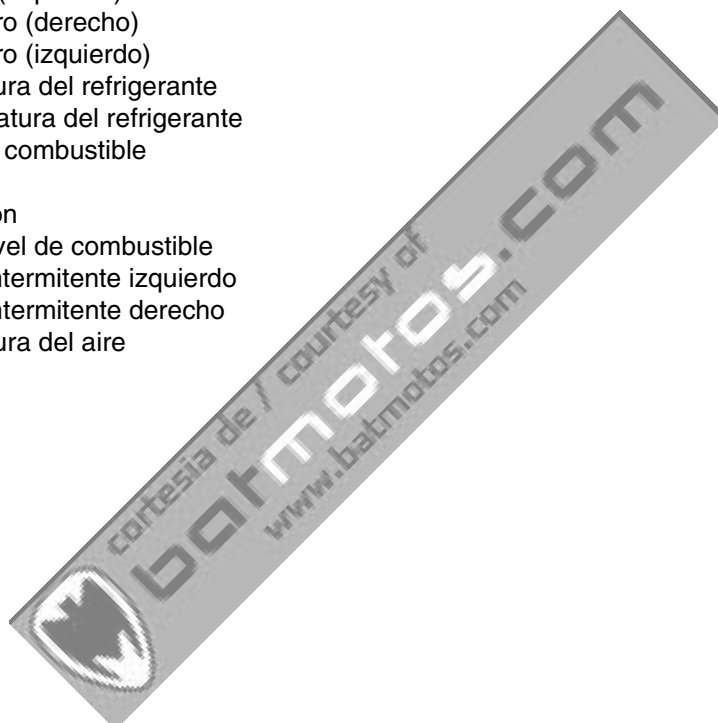 ro (derecho)
ro (izquierdo)
ura del refrigerante
atura del refrigerante
combustible
ón
vel de combustible
ntermitente izquierdo
ntermitente derecho
ura del aire
cortesia de / courtesy of
batmotos.com
www.batmotos.com